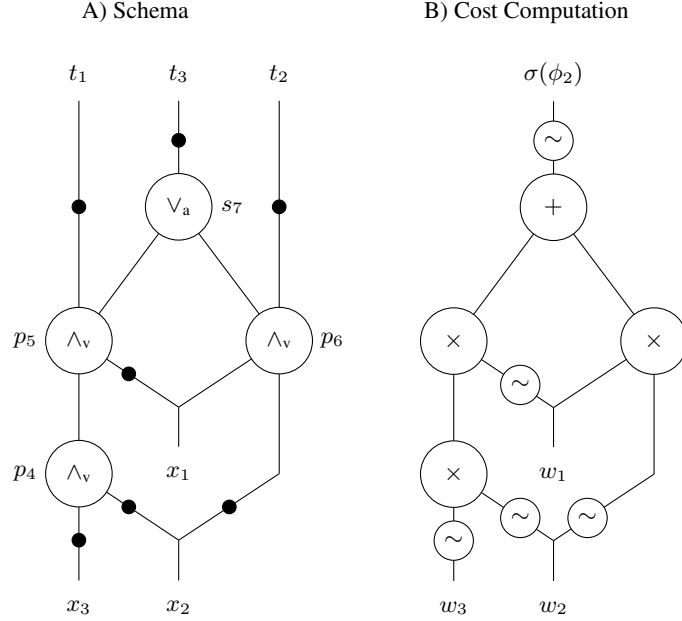 A) Schema B) Cost Computation
t₁ t₃ t₂ σ(ϕ₂)
~
∨ₐ s₇ +
p₅ ∧ᵥ ∧ᵥ p₆ × ×
~
p₄ ∧ᵥ x₁ × w₁
~ ~
~
x₃ x₂ w₃ w₂